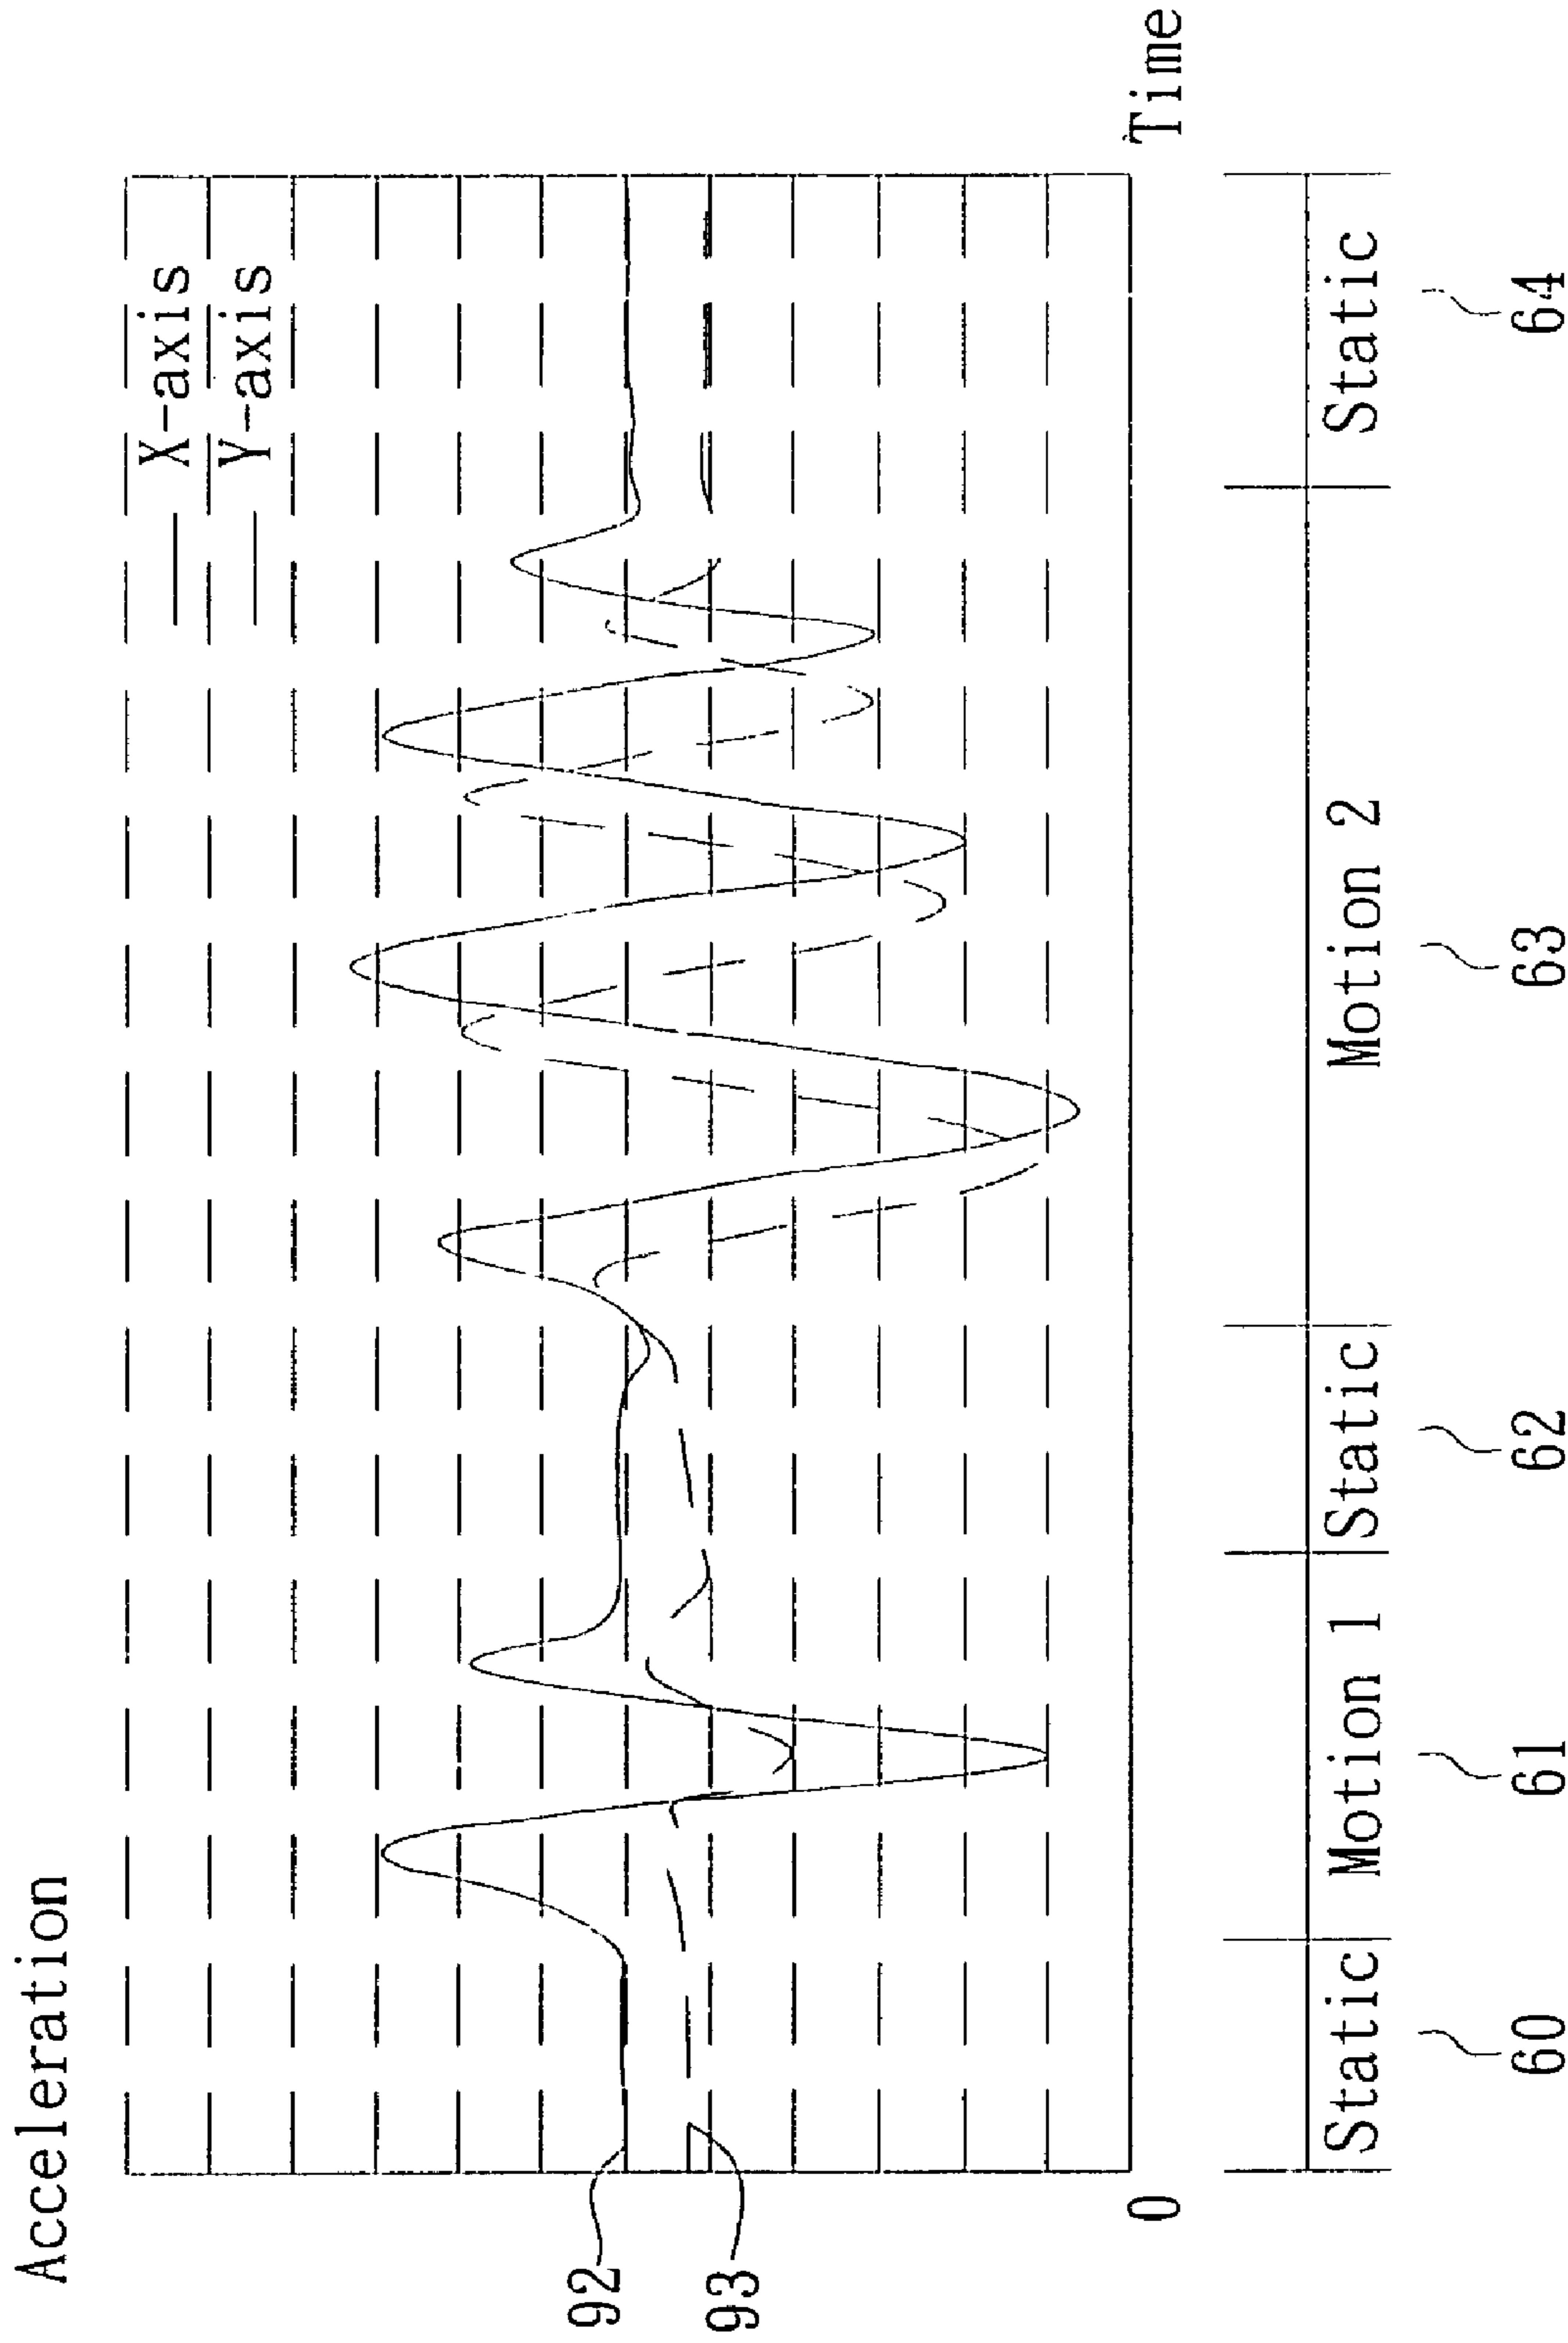 Acceleration
X-axis
Y-axis
92
93
0
Time
Static Motion 1 Static Motion 2 Static
60 61 62 63 64